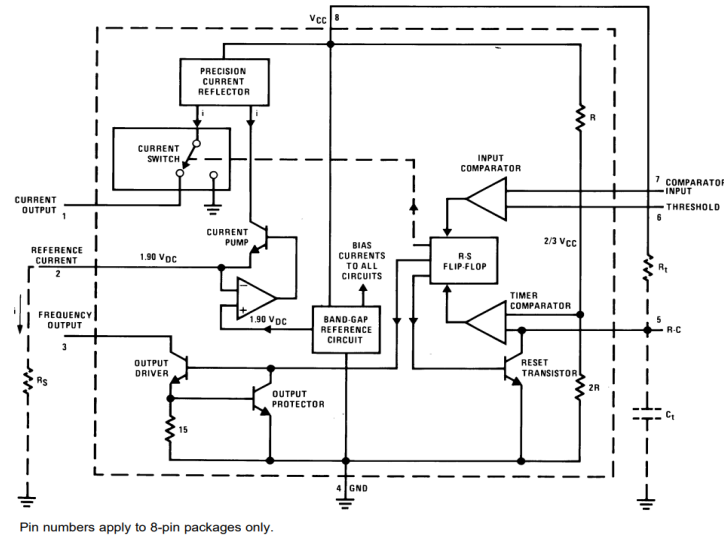 VCC 8
PRECISION
CURRENT
REFLECTOR
i
i
R
CURRENT
SWITCH
INPUT
COMPARATOR
7
COMPARATOR
INPUT
CURRENT
OUTPUT
1
THRESHOLD
6
CURRENT
PUMP
BIAS
CURRENTS
TO ALL
CIRCUITS
R-S
FLIP-FLOP
2/3 VCC
REFERENCE
CURRENT
2
1.90 VDC
Rt
−
+
1.90 VDC
i
FREQUENCY
OUTPUT
3
BAND-GAP
REFERENCE
CIRCUIT
TIMER
COMPARATOR
5
R-C
OUTPUT
DRIVER
RESET
TRANSISTOR
RS
OUTPUT
PROTECTOR
2R
Ct
15
4 GND
Pin numbers apply to 8-pin packages only.